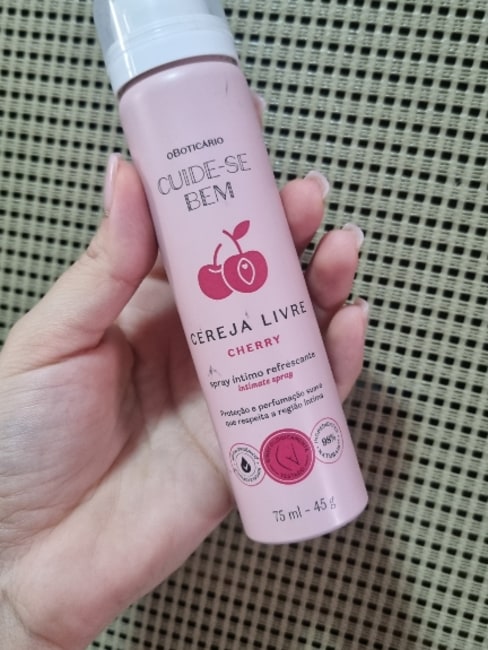 oBOTICÁRIO
CUIDE-SE
BEM
CEREJA LIVRE
CHERRY
spray íntimo refrescante
intimate spray
Proteção e perfumação suave
que respeita a região íntima
98%
75 ml - 45 g